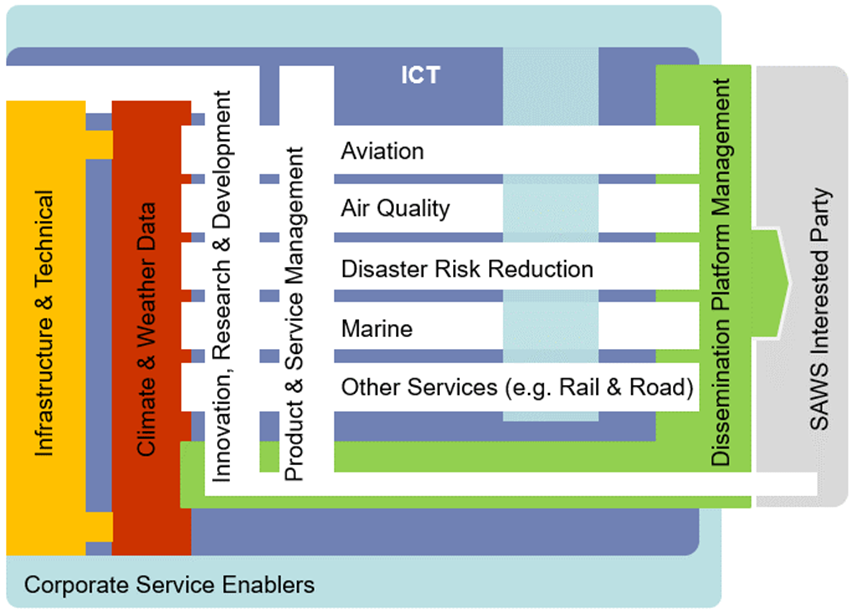 ICT
Infrastructure & Technical
Climate & Weather Data
Innovation, Research & Development
Product & Service Management
Aviation
Air Quality
Disaster Risk Reduction
Marine
Other Services (e.g. Rail & Road)
Dissemination Platform Management
SAWS Interested Party
Corporate Service Enablers